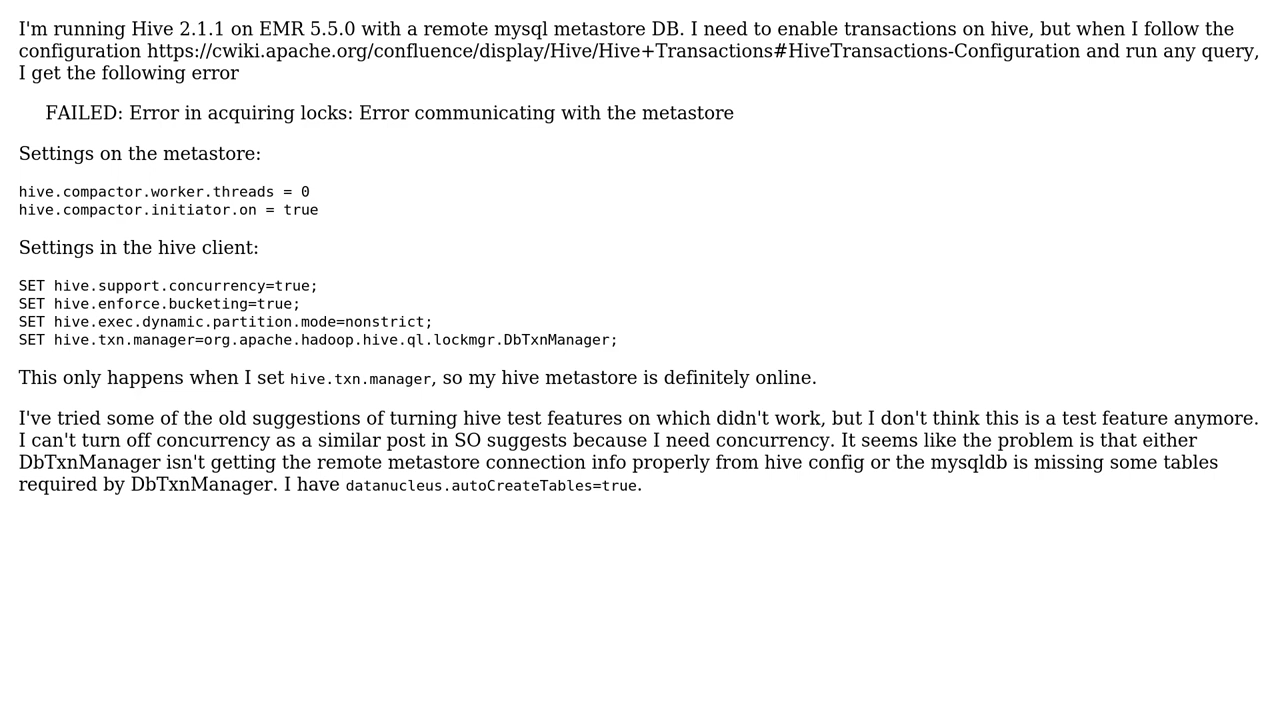 I'm running Hive 2.1.1 on EMR 5.5.0 with a remote mysql metastore DB. I need to enable transactions on hive, but when I follow the
configuration https://cwiki.apache.org/confluence/display/Hive/Hive+Transactions#HiveTransactions-Configuration and run any query,
I get the following error
FAILED: Error in acquiring locks: Error communicating with the metastore
Settings on the metastore:
hive.compactor.worker.threads = 0
hive.compactor.initiator.on = true
Settings in the hive client:
SET hive.support.concurrency=true;
SET hive.enforce.bucketing=true;
SET hive.exec.dynamic.partition.mode=nonstrict;
SET hive.txn.manager=org.apache.hadoop.hive.ql.lockmgr.DbTxnManager;
This only happens when I set hive.txn.manager, so my hive metastore is definitely online.
I've tried some of the old suggestions of turning hive test features on which didn't work, but I don't think this is a test feature anymore.
I can't turn off concurrency as a similar post in SO suggests because I need concurrency. It seems like the problem is that either
DbTxnManager isn't getting the remote metastore connection info properly from hive config or the mysqldb is missing some tables
required by DbTxnManager. I have datanucleus.autoCreateTables=true.